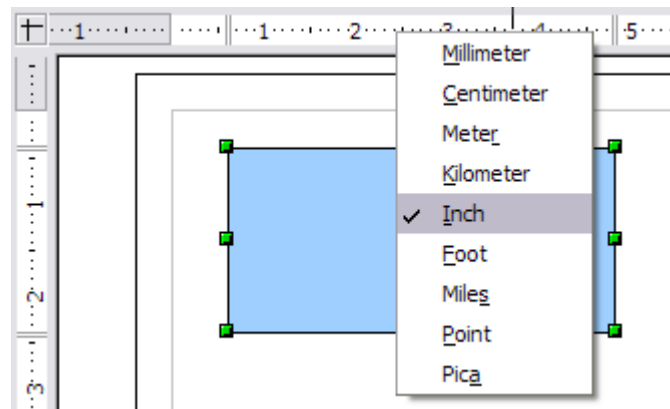 1 1 2 3 4 5
Millimeter
Centimeter
Meter
Kilometer
Inch
Foot
Miles
Point
Pica
1
2
3